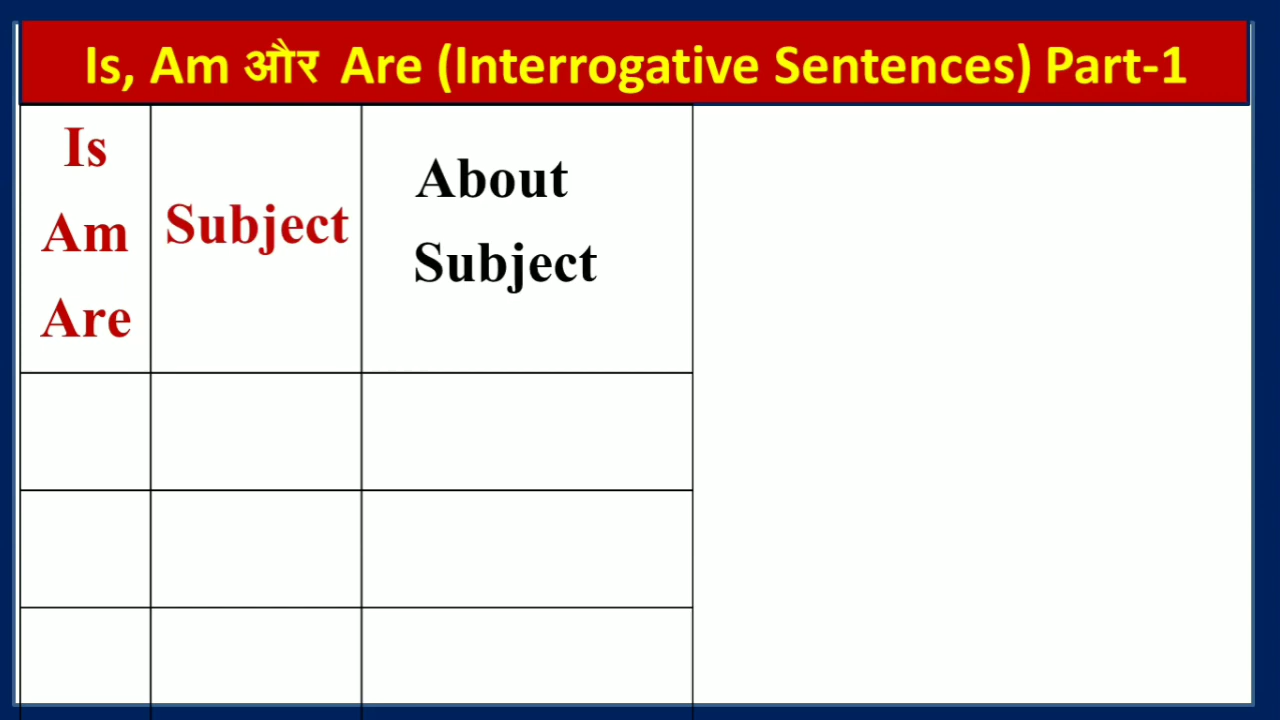 Is, Am और Are (Interrogative Sentences) Part-1
Is
Am
Are
Subject
About
Subject